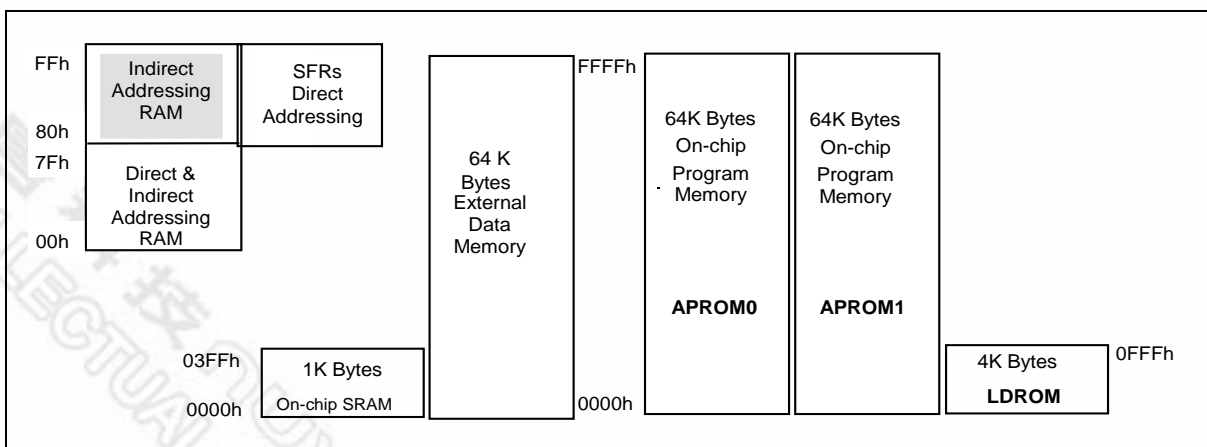 FFh
80h
7Fh
00h
Indirect
Addressing
RAM
SFRs
Direct
Addressing
Direct &
Indirect
Addressing
RAM
03FFh
0000h
1K Bytes
On-chip SRAM
64 K
Bytes
External
Data
Memory
FFFFh
0000h
64K Bytes
On-chip
Program
Memory
APROM0
64K Bytes
On-chip
Program
Memory
APROM1
4K Bytes
LDROM
0FFFh